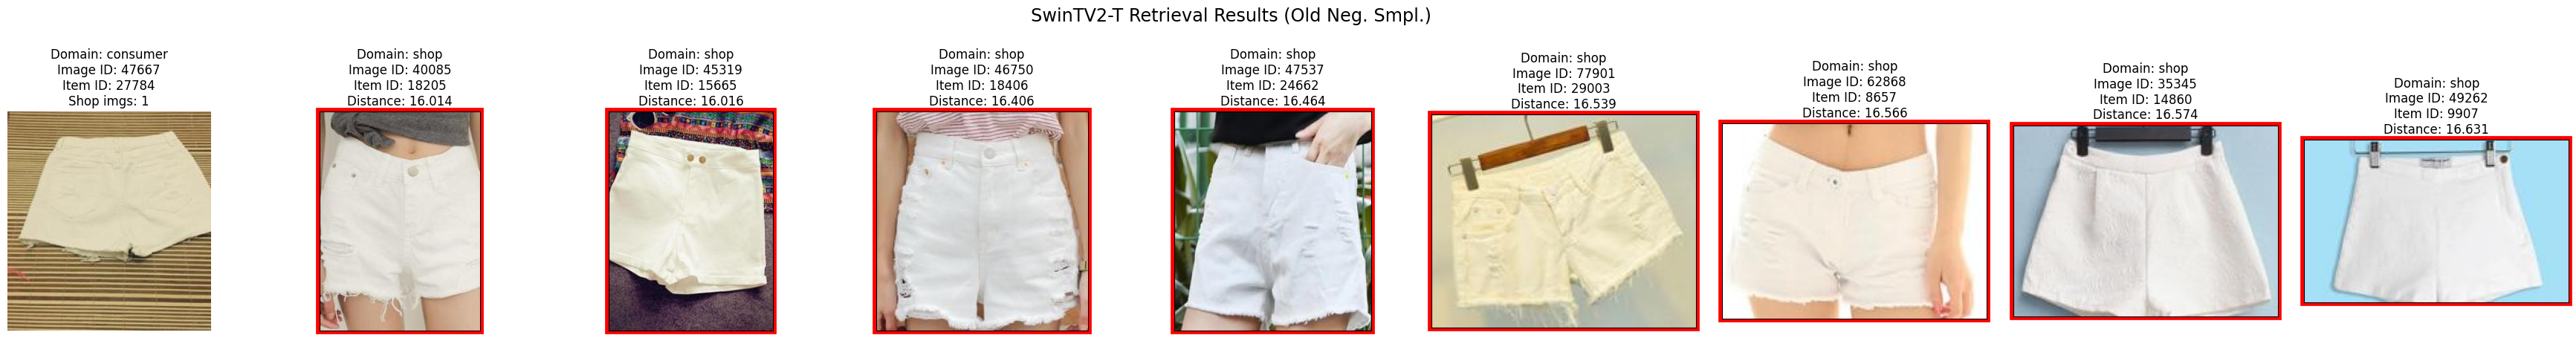 SwinTV2-T Retrieval Results (Old Neg. Smpl.)
Domain: consumer
Image ID: 47667
Item ID: 27784
Shop imgs: 1
Domain: shop
Image ID: 40085
Item ID: 18205
Distance: 16.014
Domain: shop
Image ID: 45319
Item ID: 15665
Distance: 16.016
Domain: shop
Image ID: 46750
Item ID: 18406
Distance: 16.406
Domain: shop
Image ID: 47537
Item ID: 24662
Distance: 16.464
Domain: shop
Image ID: 77901
Item ID: 29003
Distance: 16.539
Domain: shop
Image ID: 62868
Item ID: 8657
Distance: 16.566
Domain: shop
Image ID: 35345
Item ID: 14860
Distance: 16.574
Domain: shop
Image ID: 49262
Item ID: 9907
Distance: 16.631